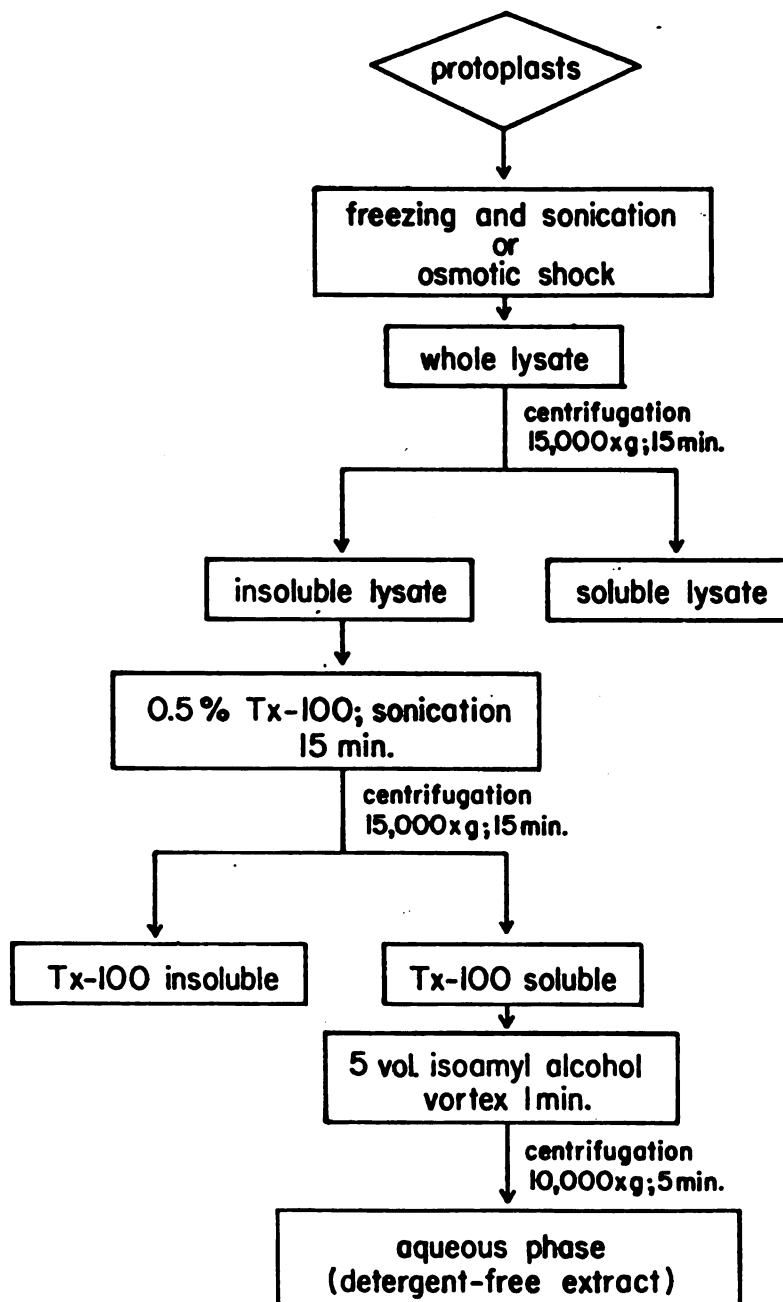 protoplasts
freezing and sonication
or
osmotic shock
whole lysate
centrifugation
15,000xg;15min.
insoluble lysate
soluble lysate
0.5% Tx-100; sonication
15 min.
centrifugation
15,000xg;15min.
Tx-100 insoluble
Tx-100 soluble
5 vol. isoamyl alcohol
vortex 1min.
centrifugation
10,000xg;5min.
aqueous phase
(detergent-free extract)